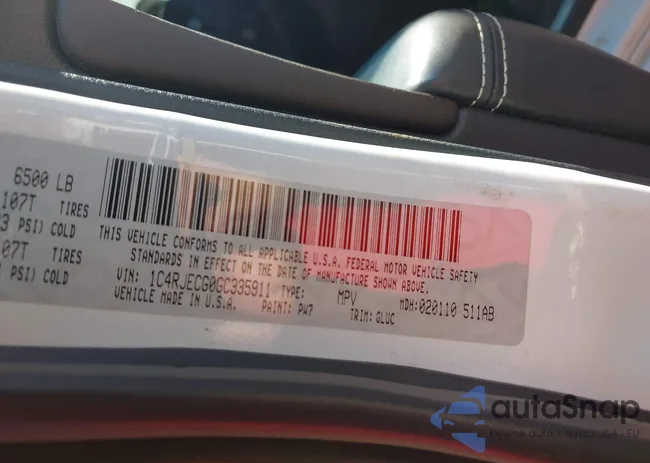 6500 LB
107T TIRES
3 PSI) COLD
07T TIRES
PSI) COLD
THIS VEHICLE CONFORMS TO ALL APPLICABLE U.S.A. FEDERAL MOTOR VEHICLE SAFETY
STANDARDS IN EFFECT ON THE DATE OF MANUFACTURE SHOWN ABOVE.
VIN: 1C4RJECG0GC335911 TYPE: MPV MDH:020110 511AB
VEHICLE MADE IN U.S.A. PAINT: PW7 TRIM: GLUC
autaSnap